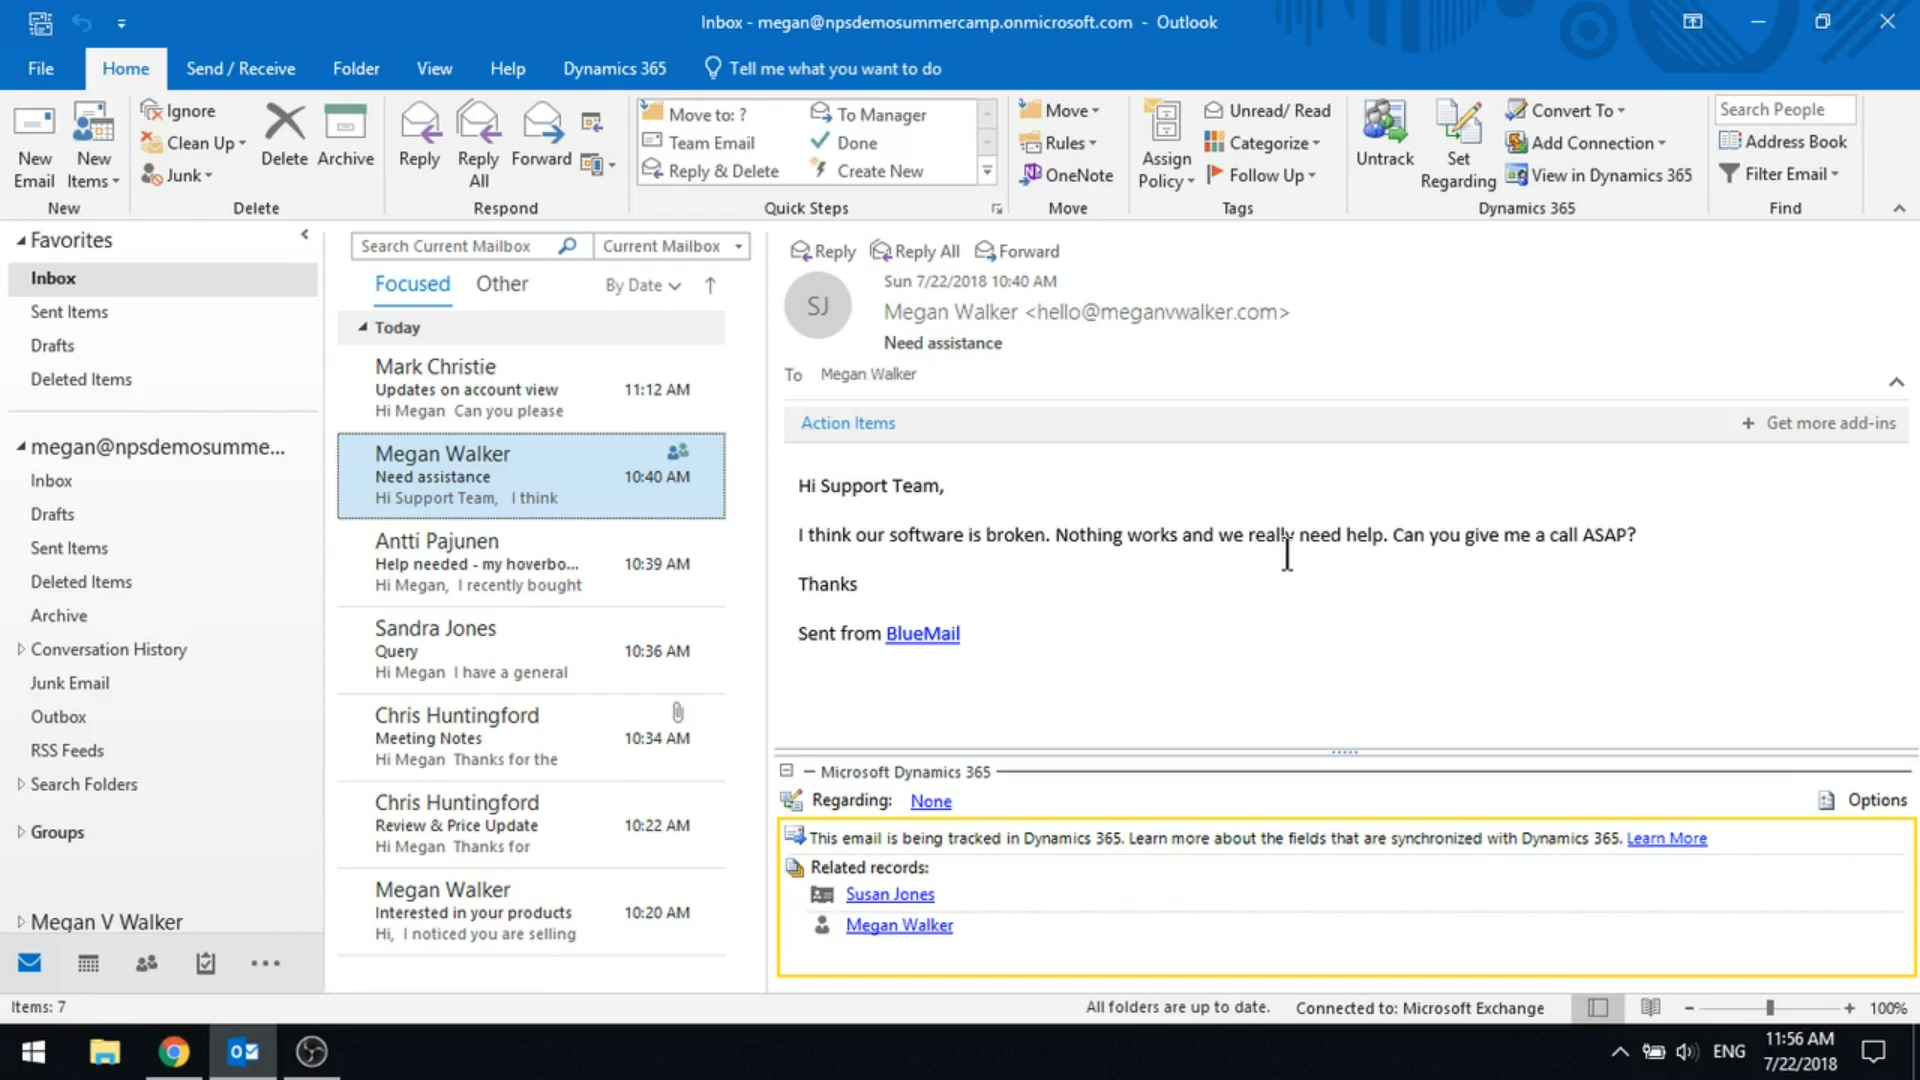 Inbox - megan@npsdemosummercamp.onmicrosoft.com - Outlook
File Home Send / Receive Folder View Help Dynamics 365 Tell me what you want to do
New Email
New Items
New
Ignore
Clean Up
Junk
Delete
Archive
Delete
Reply
Reply All
Forward
Respond
Move to: ?
Team Email
Reply & Delete
To Manager
Done
Create New
Quick Steps
Move
Rules
OneNote
Move
Assign Policy
Unread/ Read
Categorize
Follow Up
Tags
Untrack
Set Regarding
Convert To
Add Connection
View in Dynamics 365
Dynamics 365
Search People
Address Book
Filter Email
Find
Favorites
Inbox
Sent Items
Drafts
Deleted Items
megan@npsdemosumme...
Inbox
Drafts
Sent Items
Deleted Items
Archive
Conversation History
Junk Email
Outbox
RSS Feeds
Search Folders
Groups
Megan V Walker
Search Current Mailbox
Current Mailbox
Focused Other By Date
Today
Mark Christie
Updates on account view 11:12 AM
Hi Megan Can you please
Megan Walker
Need assistance 10:40 AM
Hi Support Team, I think
Antti Pajunen
Help needed - my hoverbo... 10:39 AM
Hi Megan, I recently bought
Sandra Jones
Query 10:36 AM
Hi Megan I have a general
Chris Huntingford
Meeting Notes 10:34 AM
Hi Megan Thanks for the
Chris Huntingford
Review & Price Update 10:22 AM
Hi Megan Thanks for
Megan Walker
Interested in your products 10:20 AM
Hi, I noticed you are selling
Reply Reply All Forward
SJ
Sun 7/22/2018 10:40 AM
Megan Walker <hello@meganvwalker.com>
Need assistance
To Megan Walker
Action Items
+ Get more add-ins
Hi Support Team,
I think our software is broken. Nothing works and we really need help. Can you give me a call ASAP?
Thanks
Sent from BlueMail
Microsoft Dynamics 365
Regarding: None
Options
This email is being tracked in Dynamics 365. Learn more about the fields that are synchronized with Dynamics 365. Learn More
Related records:
Susan Jones
Megan Walker
Items: 7
All folders are up to date. Connected to: Microsoft Exchange
100%
ENG
11:56 AM
7/22/2018